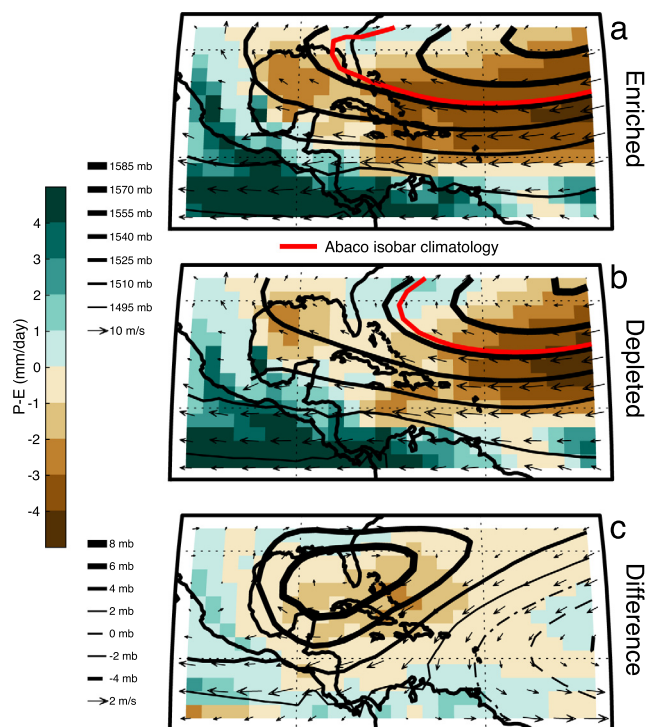 a
Enriched
1585 mb
1570 mb
1555 mb
1540 mb
1525 mb
1510 mb
1495 mb
10 m/s
4
3
2
1
0
-1
-2
-3
-4
P-E (mm/day)
Abaco isobar climatology
b
Depleted
8 mb
6 mb
4 mb
2 mb
0 mb
-2 mb
-4 mb
2 m/s
c
Difference